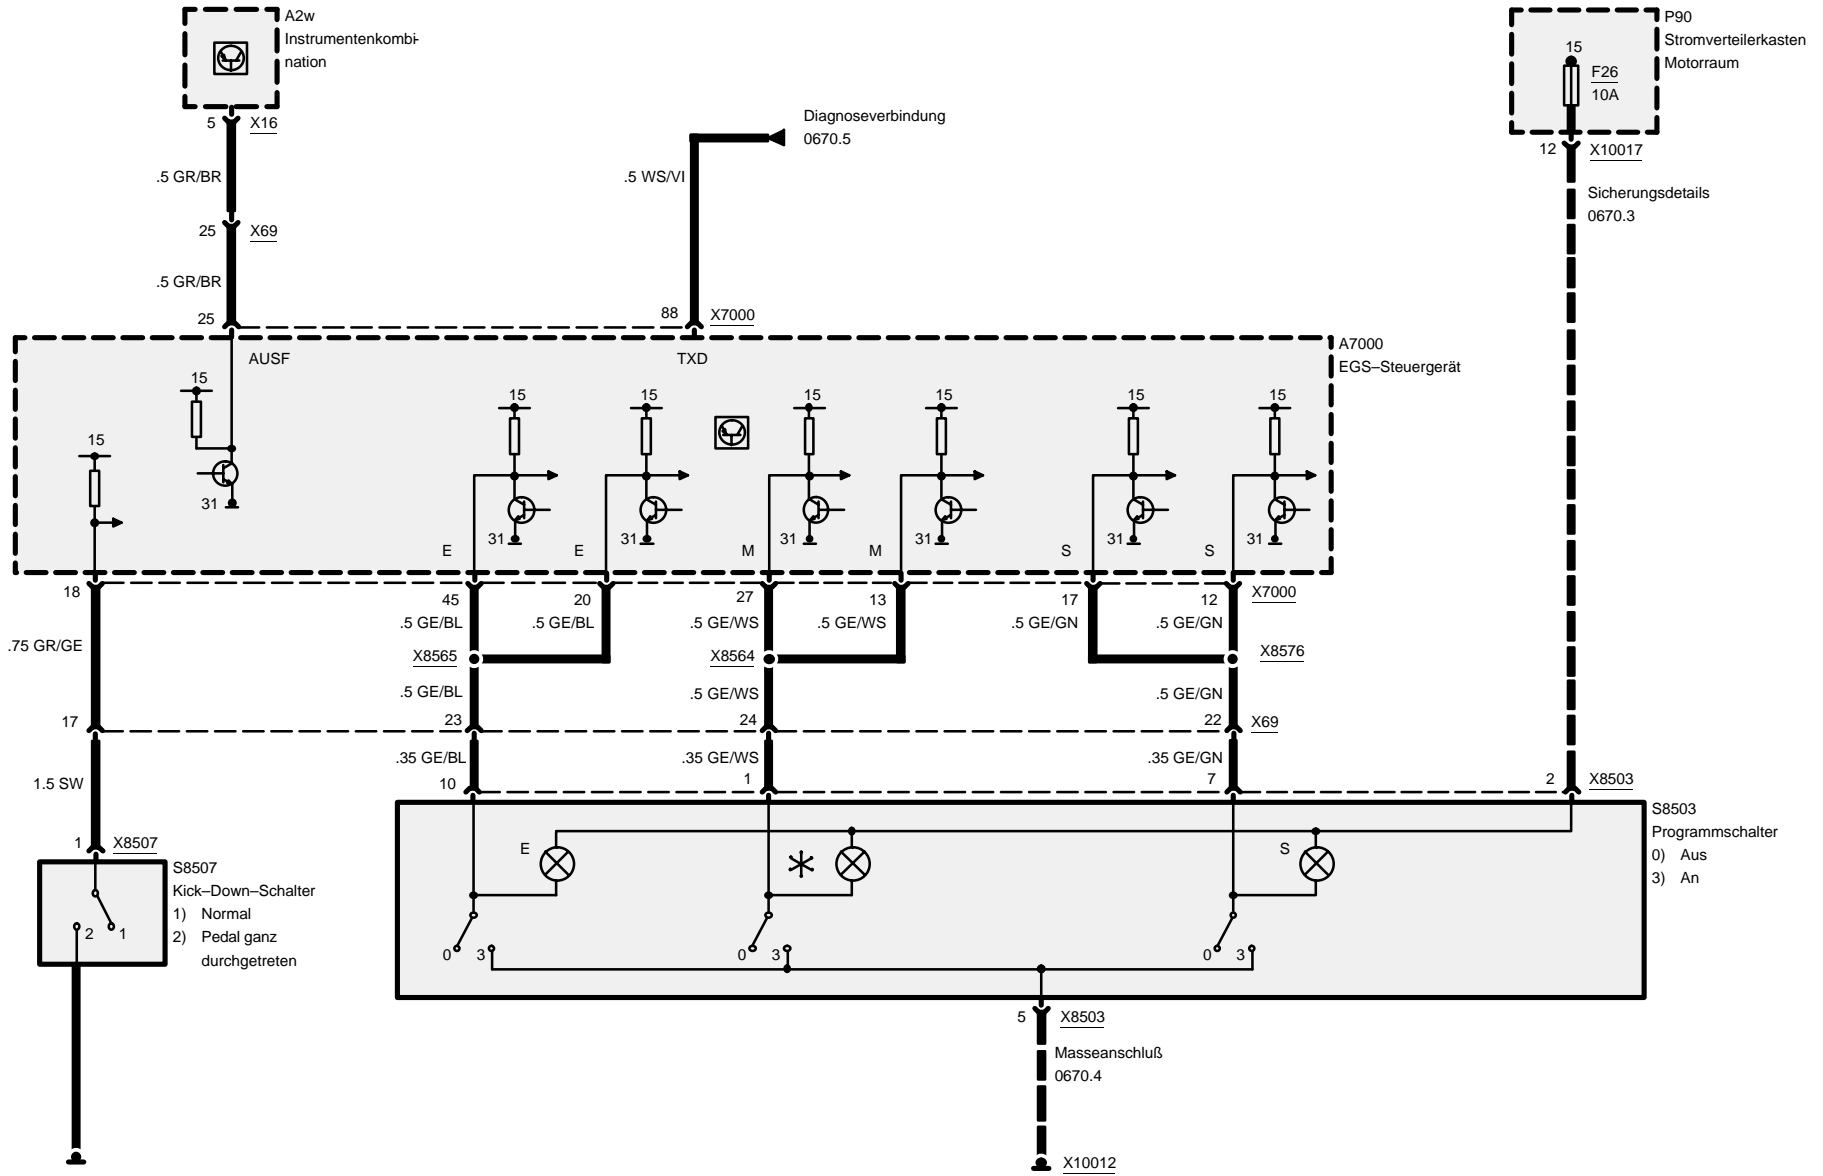 A2w
Instrumentenkombi-
nation
5 X16
.5 GR/BR
25 X69
.5 GR/BR
25
Diagnoseverbindung
0670.5
.5 WS/VI
88 X7000
P90
Stromverteilerkasten
Motorraum
15
F26
10A
12 X10017
Sicherungsdetails
0670.3
A7000
EGS–Steuergerät
AUSF
TXD
15
15
15
15
15
15
15
15
31
31
31
31
31
31
31
E
E
M
M
S
S
18
45
20
27
13
17
12
X7000
.5 GE/BL
.5 GE/BL
.5 GE/WS
.5 GE/WS
.5 GE/GN
.5 GE/GN
.75 GR/GE
X8565
X8564
X8576
.5 GE/BL
.5 GE/WS
.5 GE/GN
17
23
24
22
X69
.35 GE/BL
.35 GE/WS
.35 GE/GN
1.5 SW
10
1
7
2
X8503
1 X8507
S8507
Kick–Down–Schalter
1) Normal
2) Pedal ganz
durchgetreten
2
1
S8503
Programmschalter
0) Aus
3) An
E
S
0 3
0 3
0 3
5 X8503
Masseanschluß
0670.4
X10012